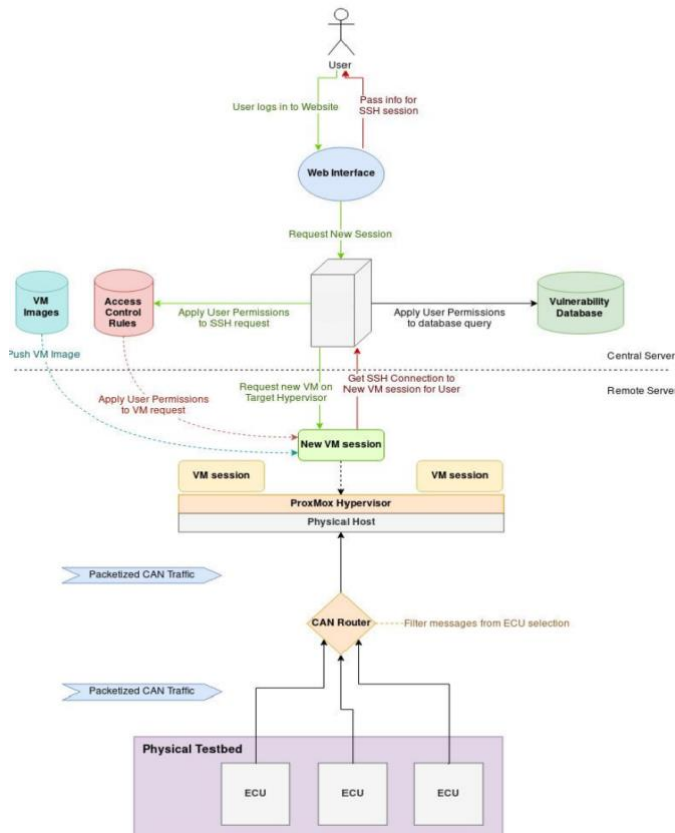 User
User logs in to Website
Pass info for
SSH session
Web Interface
Request New Session
VM
Images
Access
Control
Rules
Apply User Permissions
to SSH request
Apply User Permissions
to database query
Vulnerability
Database
Push VM Image
Central Server
Request new VM on
Target Hypervisor
Get SSH Connection to
New VM session for User
Remote Server
Apply User Permissions
to VM request
New VM session
VM session
VM session
ProxMox Hypervisor
Physical Host
Packetized CAN Traffic
CAN Router
Filter messages from ECU selection
Packetized CAN Traffic
Physical Testbed
ECU
ECU
ECU